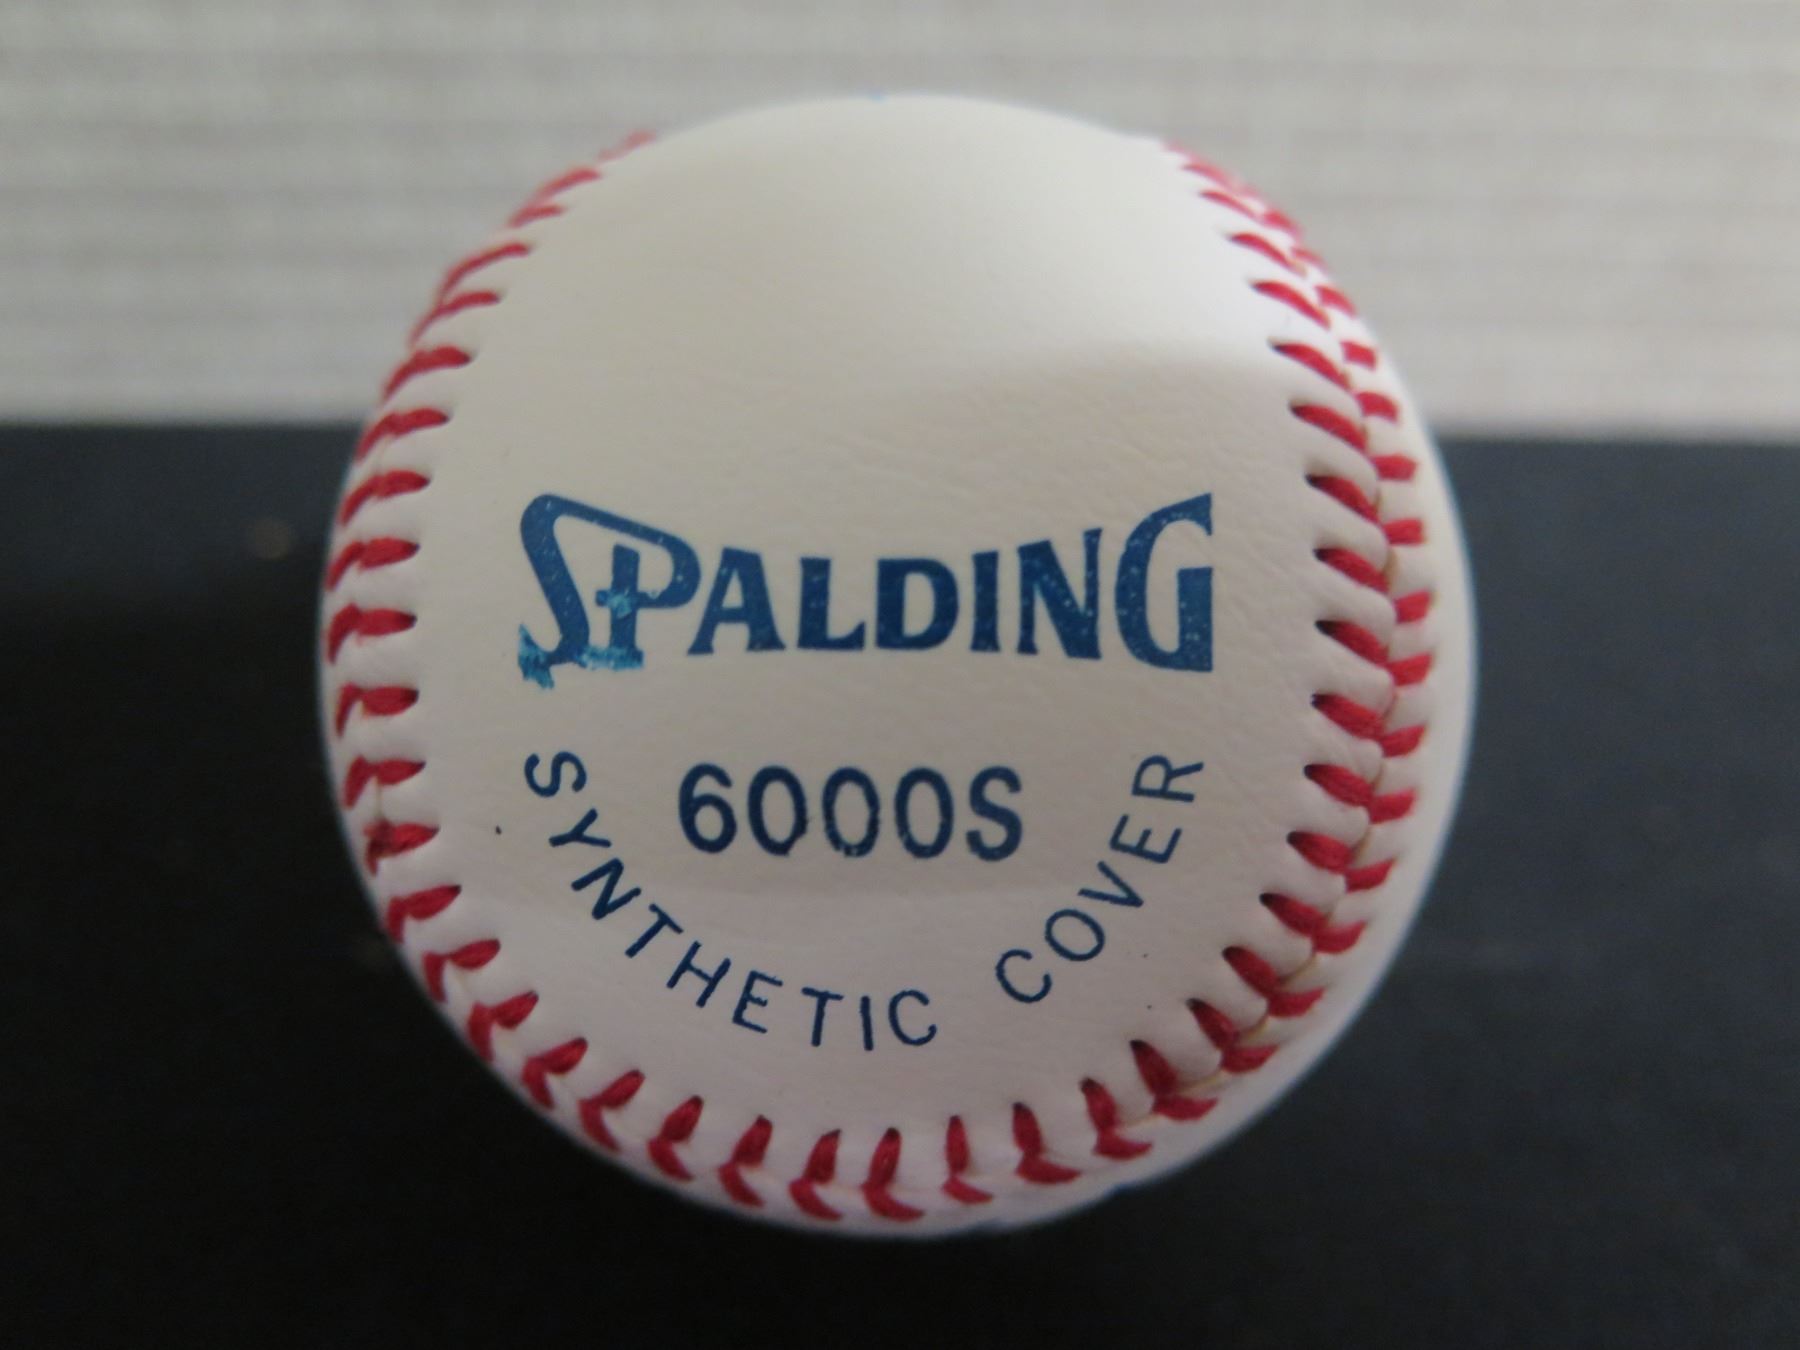 SPALDING
6000S
SYNTHETIC COVER